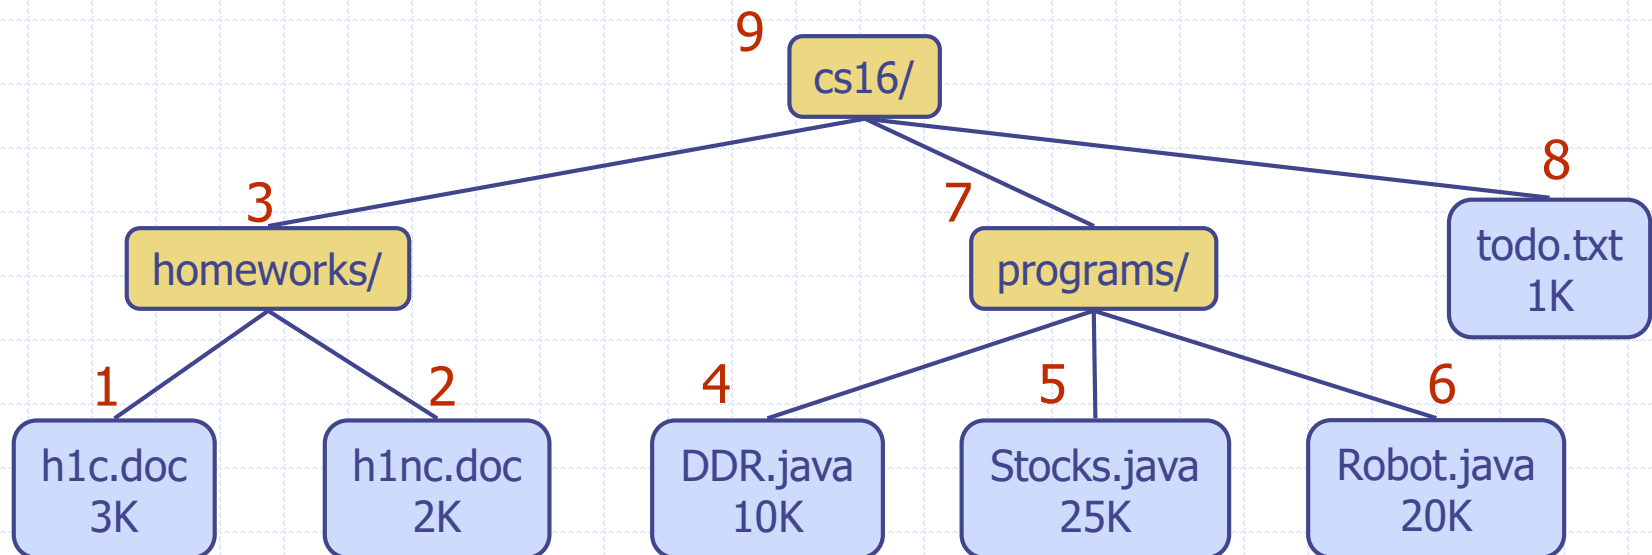 9
cs16/
8
3
7
homeworks/
programs/
todo.txt
1K
1
2
4
5
6
h1c.doc
3K
h1nc.doc
2K
DDR.java
10K
Stocks.java
25K
Robot.java
20K